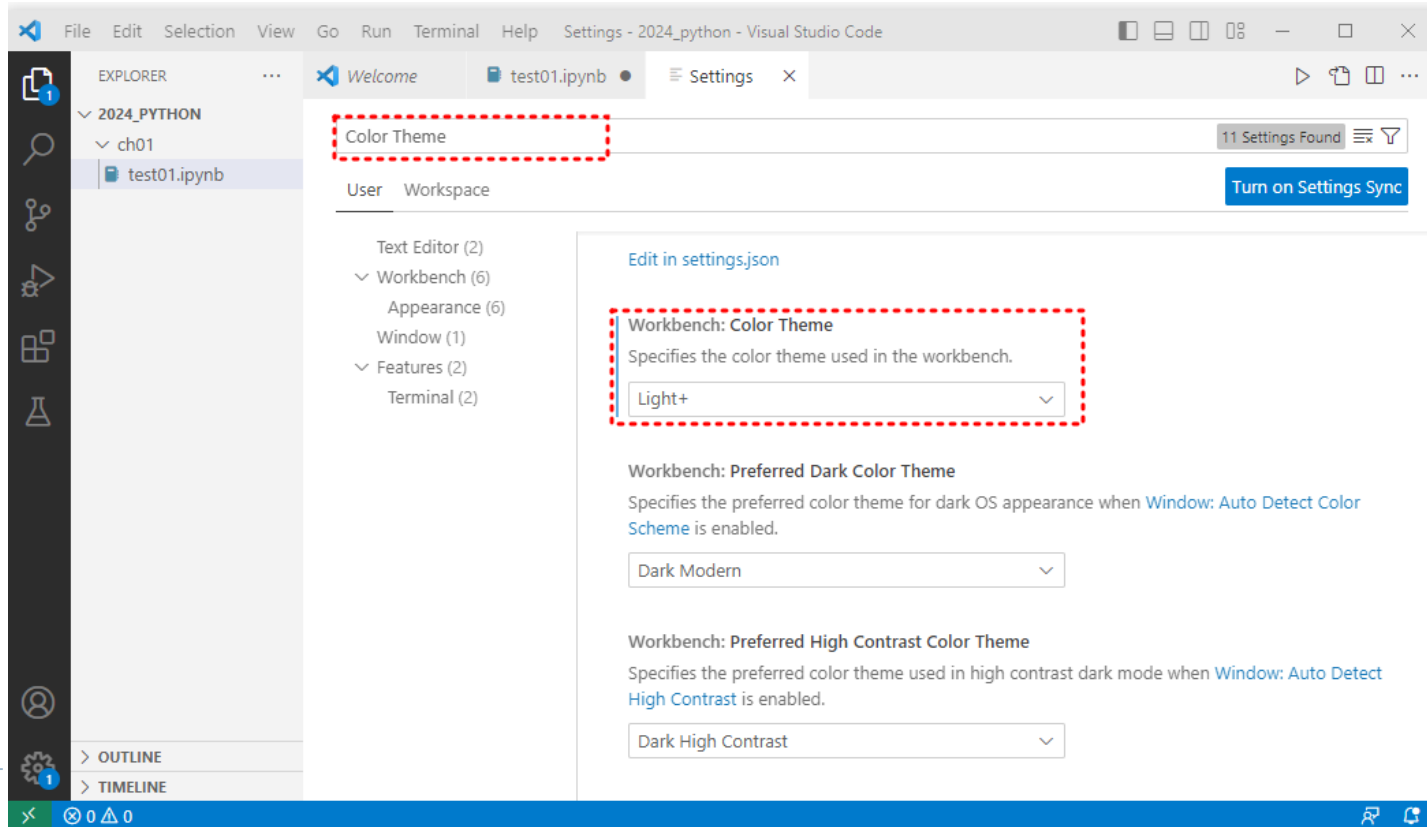 File Edit Selection View Go Run Terminal Help Settings - 2024_python - Visual Studio Code
EXPLORER
Welcome
test01.ipynb
Settings
2024_PYTHON
ch01
test01.ipynb
1
Color Theme
11 Settings Found
User Workspace
Turn on Settings Sync
Text Editor (2)
Workbench (6)
Appearance (6)
Window (1)
Features (2)
Terminal (2)
Edit in settings.json
Workbench: Color Theme
Specifies the color theme used in the workbench.
Light+
Workbench: Preferred Dark Color Theme
Specifies the preferred color theme for dark OS appearance when Window: Auto Detect Color
Scheme is enabled.
Dark Modern
Workbench: Preferred High Contrast Color Theme
Specifies the preferred color theme used in high contrast dark mode when Window: Auto Detect
High Contrast is enabled.
Dark High Contrast
OUTLINE
TIMELINE
1
0 0